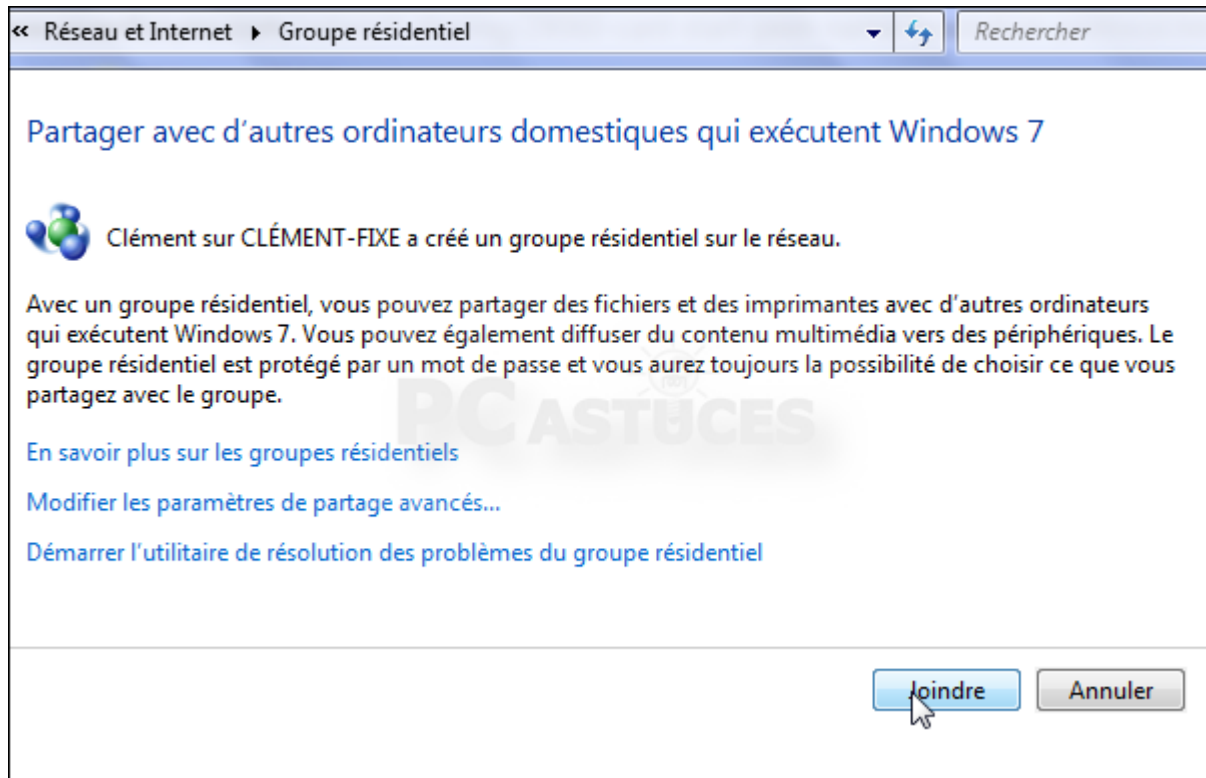 « Réseau et Internet ▸ Groupe résidentiel
Rechercher
Partager avec d'autres ordinateurs domestiques qui exécutent Windows 7
Clément sur CLÉMENT-FIXE a créé un groupe résidentiel sur le réseau.
Avec un groupe résidentiel, vous pouvez partager des fichiers et des imprimantes avec d'autres ordinateurs
qui exécutent Windows 7. Vous pouvez également diffuser du contenu multimédia vers des périphériques. Le
groupe résidentiel est protégé par un mot de passe et vous aurez toujours la possibilité de choisir ce que vous
partagez avec le groupe.
PC ASTUCES
En savoir plus sur les groupes résidentiels
Modifier les paramètres de partage avancés...
Démarrer l'utilitaire de résolution des problèmes du groupe résidentiel
Joindre
Annuler